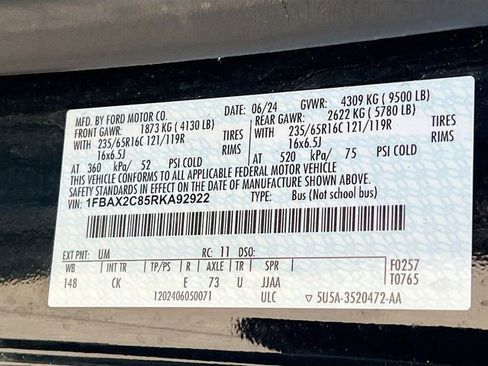 MFD. BY FORD MOTOR CO. DATE: 06/24 GVWR: 4309 KG ( 9500 LB)
FRONT GAWR: 1873 KG ( 4130 LB) REAR GAWR: 2622 KG ( 5780 LB)
WITH 235/65R16C 121/119R TIRES WITH 235/65R16C 121/119R TIRES
16x6.5J RIMS 16x6.5J RIMS
AT 360 kPa/ 52 PSI COLD AT 520 kPa/ 75 PSI COLD
THIS VEHICLE CONFORMS TO ALL APPLICABLE FEDERAL MOTOR VEHICLE
SAFETY STANDARDS IN EFFECT ON THE DATE OF MANUFACTURE SHOWN ABOVE.
VIN: 1FBAX2C85RKA92922 TYPE: Bus (Not school bus)
EXT PNT: UM RC: 11 DSO: F0257
WB INT TR TP/PS R AXLE TR SPR T0765
148 CK E 73 U JJAA
1202406050071 ULC ▽ 5U5A-3520472-AA